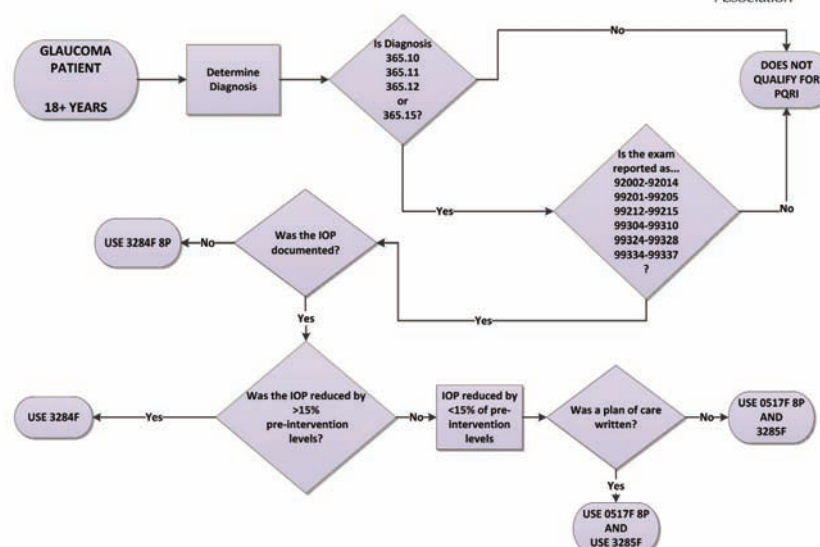 Association
GLAUCOMA
PATIENT
18+ YEARS
Determine
Diagnosis
Is Diagnosis
365.10
365.11
365.12
or
365.15?
No
DOES NOT
QUALIFY FOR
PQRI
Yes
Is the exam
reported as...
92002-92014
99201-99205
99212-99215
99304-99310
99324-99328
99334-99337
?
No
Yes
Was the IOP
documented?
No
USE 3284F 8P
Yes
Was the IOP reduced by
>15%
pre-intervention
levels?
Yes
USE 3284F
No
IOP reduced by
<15% of pre-
intervention
levels
Was a plan of care
written?
No
USE 0517F 8P
AND
3285F
Yes
USE 0517F 8P
AND
USE 3285F